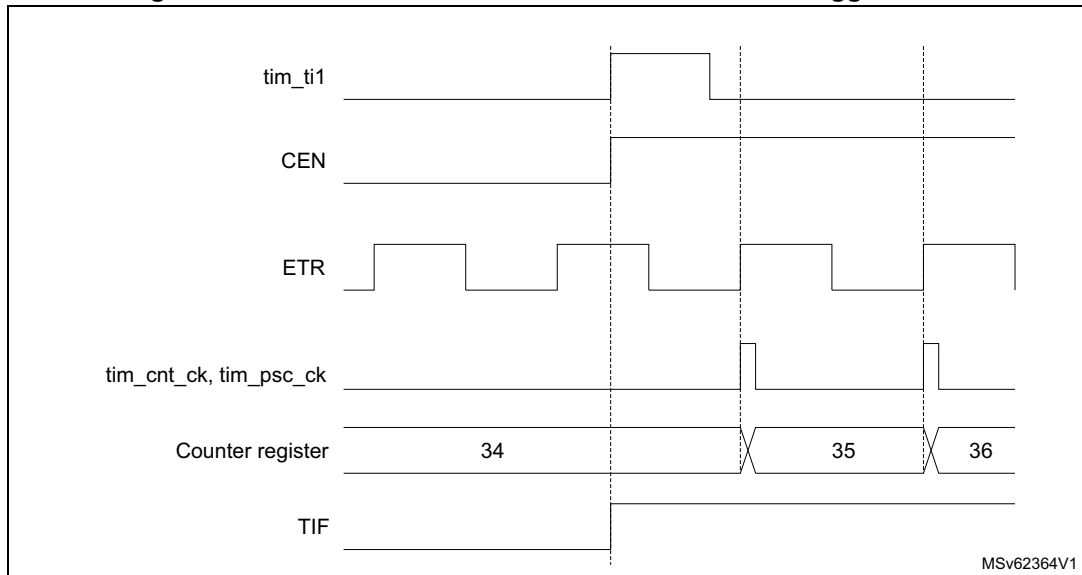 tim_ti1
CEN
ETR
tim_cnt_ck, tim_psc_ck
Counter register
34
35
36
TIF
MSv62364V1